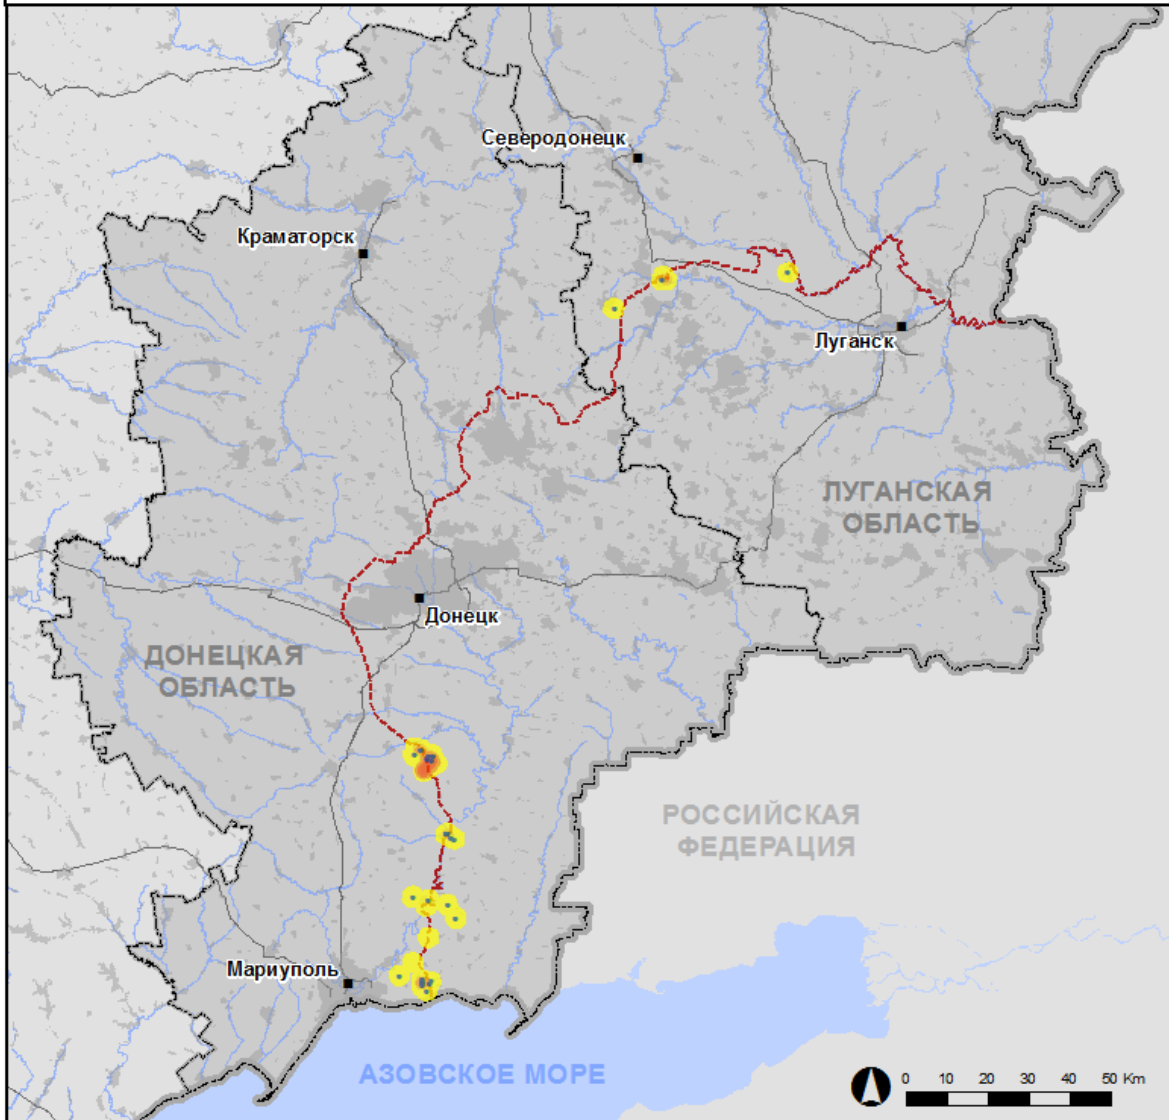 Северодонецк
Краматорск
Луганск
ЛУГАНСКАЯ
ОБЛАСТЬ
Донецк
ДОНЕЦКАЯ
ОБЛАСТЬ
РОССИЙСКАЯ
ФЕДЕРАЦИЯ
Мариуполь
АЗОВСКОЕ МОРЕ
0 10 20 30 40 50 Km